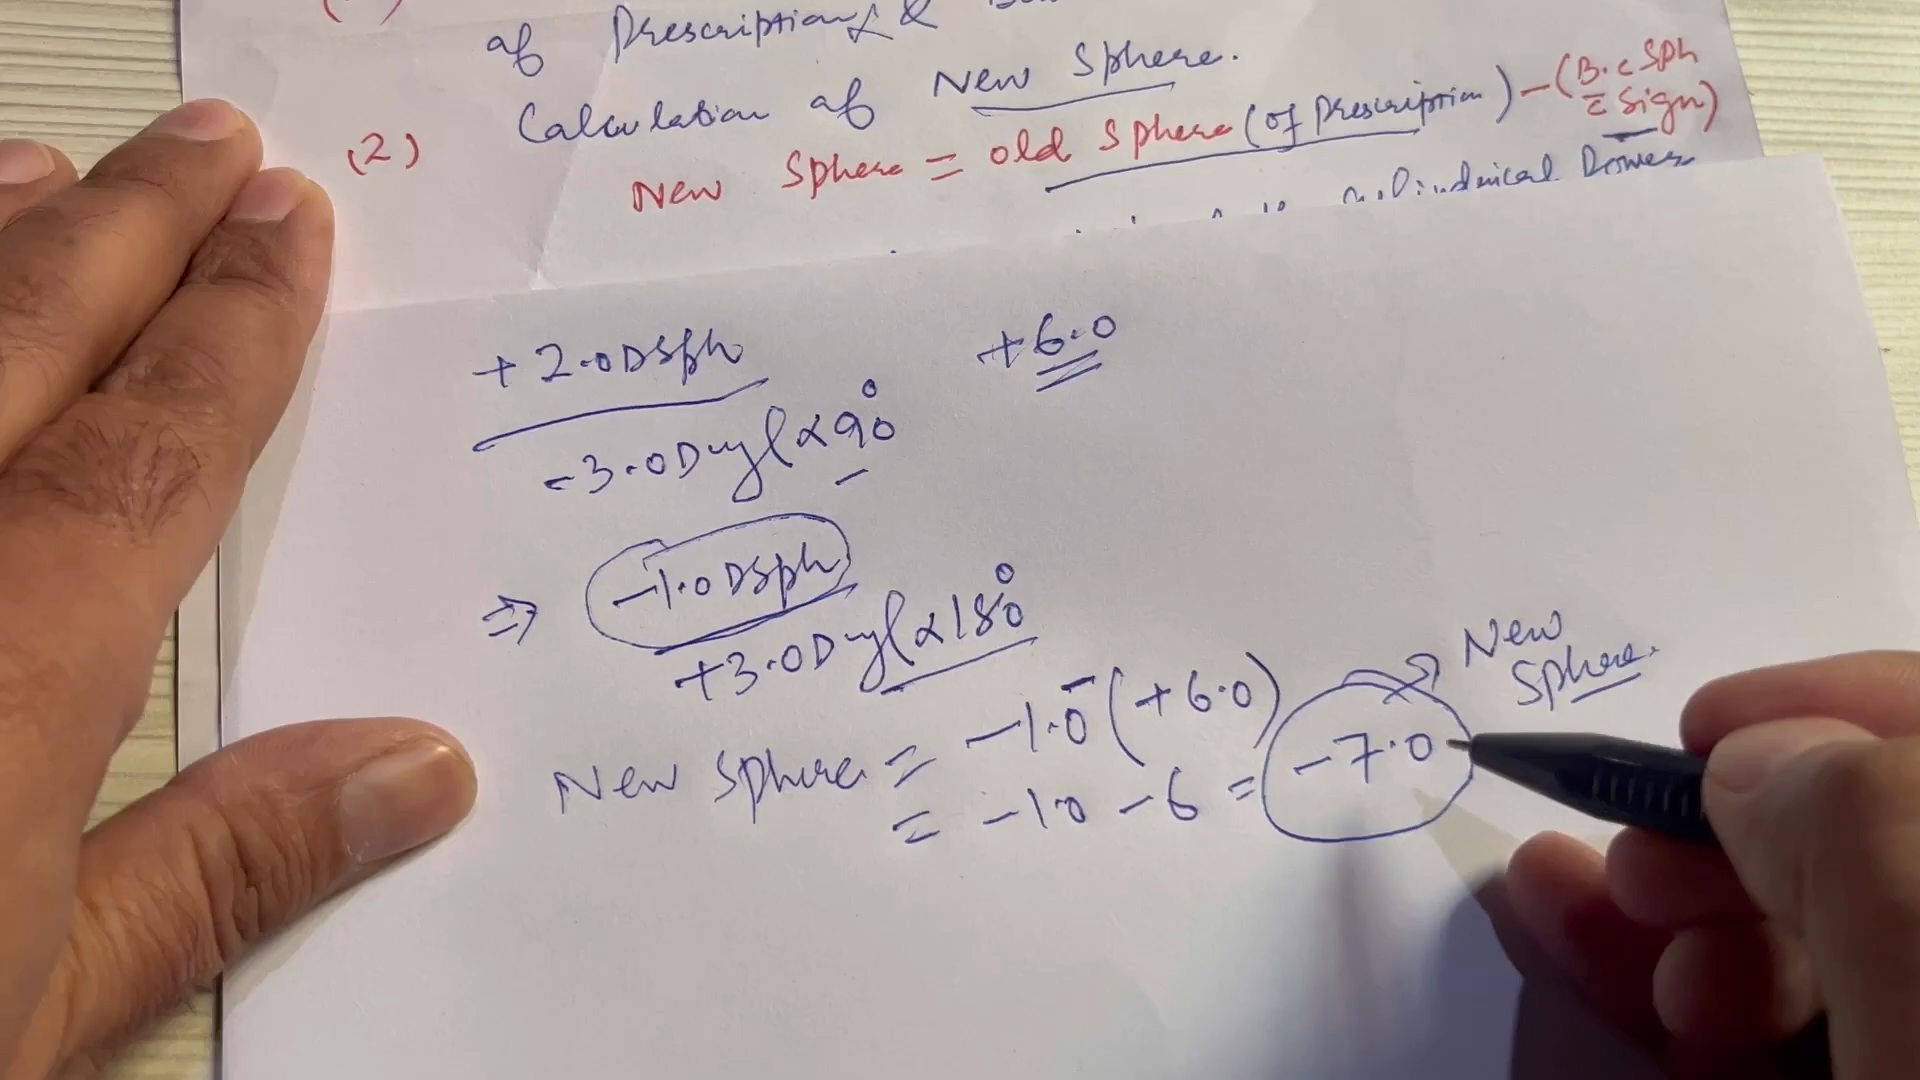 of Prescription &
(2) Calculation of New Sphere.
New Sphere = old Sphere (of Prescription) - (B.C Sph c̄ Sign)
cylindrical Power
+2.0 DSph +6.0
-3.0 Dcyl x 90°
⇒ -1.0 DSph
+3.0 Dcyl x 180°
New Sphere.
New Sphere = -1.0 - (+6.0)
= -1.0 - 6 = -7.0